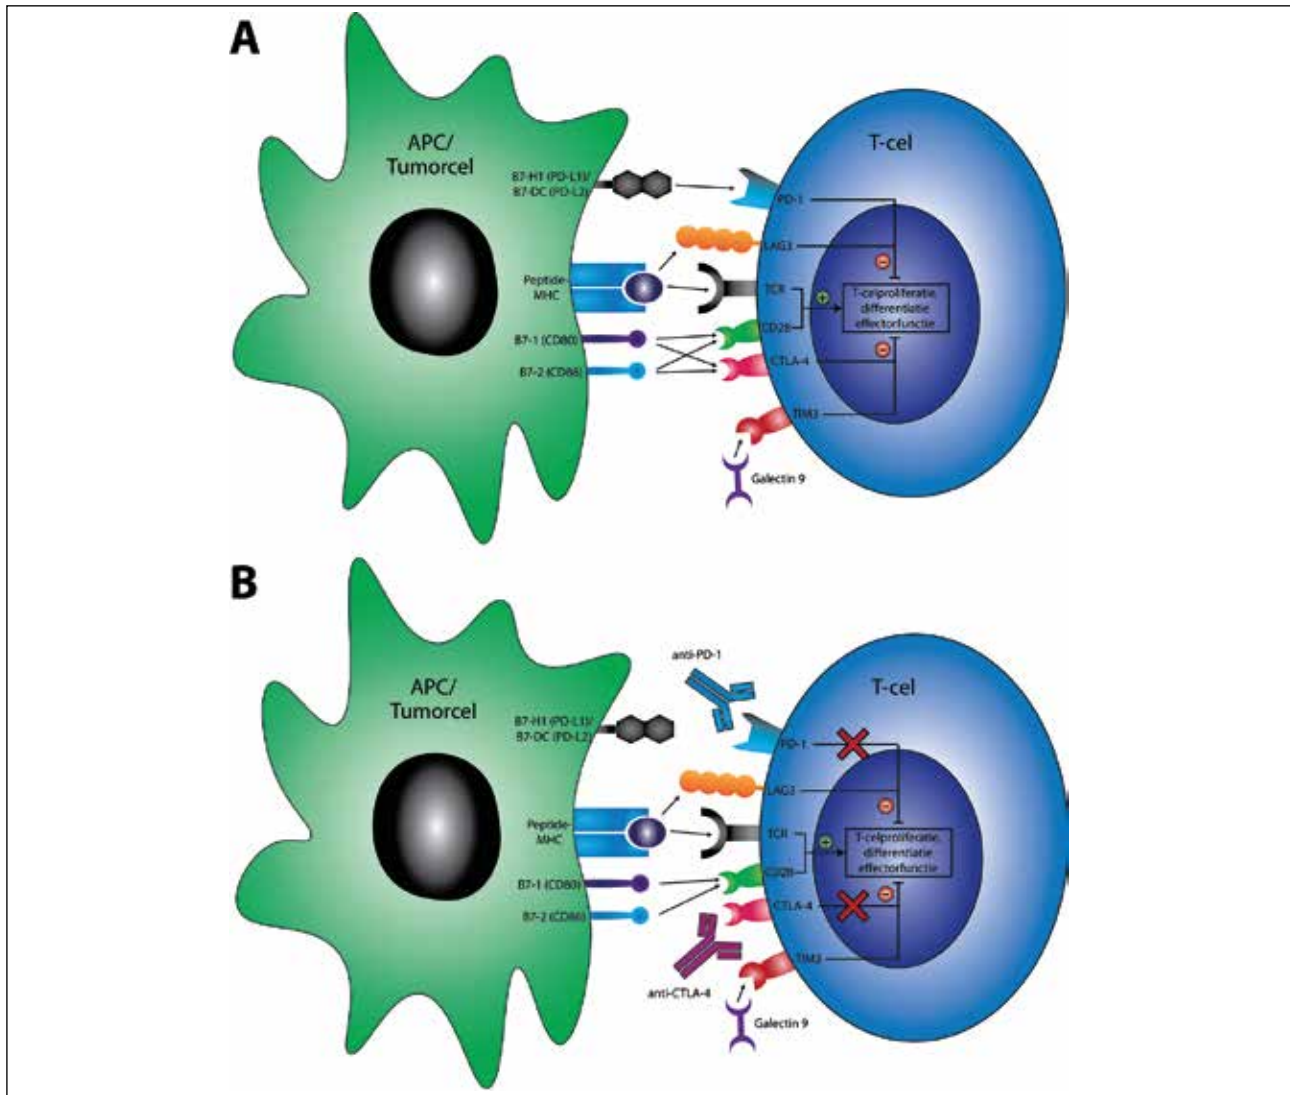 A
APC/
Tumorcel
T-cel
B7-H1 (PD-L1)/
B7-DC (PD-L2)
PD-1
LAG3
Peptide-
MHC
TCR
+
T-celproliferatie,
differentiatie
effectorfunctie
-
CD28
B7-1 (CD80)
CTLA-4
-
B7-2 (CD86)
TIM3
Galectin 9
B
anti-PD-1
APC/
Tumorcel
T-cel
B7-H1 (PD-L1)/
B7-DC (PD-L2)
PD-1
LAG3
-
Peptide-
MHC
TCR
+
T-celproliferatie,
differentiatie
effectorfunctie
CD28
B7-1 (CD80)
-
CTLA-4
B7-2 (CD86)
TIM3
anti-CTLA-4
Galectin 9